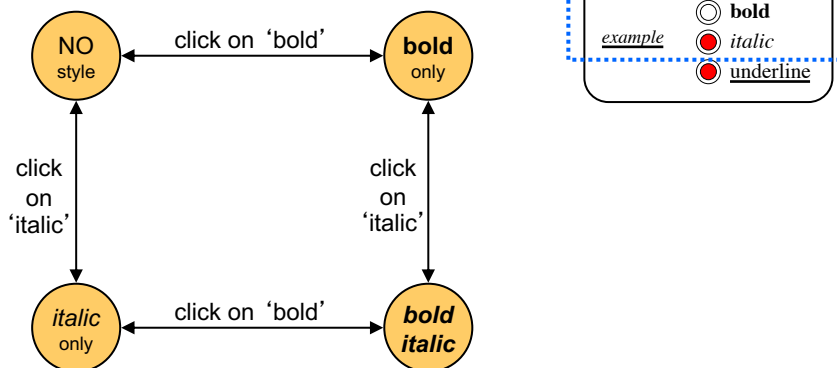 NO
style
click on ‘bold’
bold
only
click
on
‘italic’
click
on
‘italic’
italic
only
click on ‘bold’
bold
italic
bold
example
italic
underline